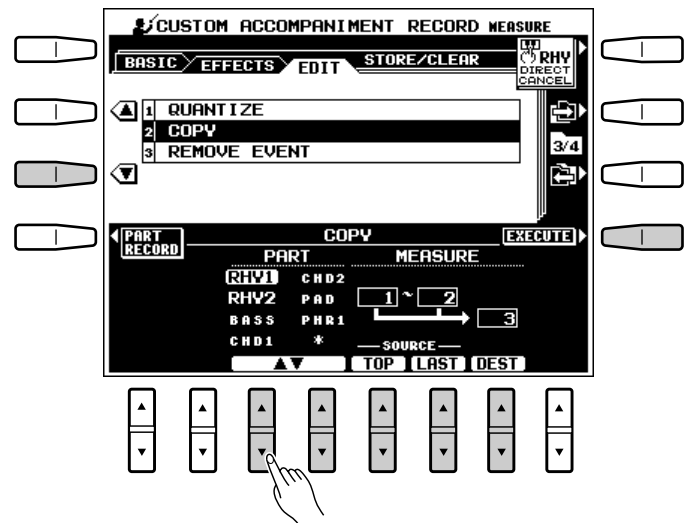 CUSTOM ACCOMPANIMENT RECORD MEASURE
BASIC EFFECTS EDIT STORE/CLEAR
RHY
DIRECT
CANCEL
1 QUANTIZE
2 COPY
3 REMOVE EVENT
3/4
PART
RECORD
COPY
EXECUTE
PART MEASURE
RHY1 CHD2
RHY2 PAD 1 ~ 2
BASS PHR1 3
CHD1 *
SOURCE
▲▼ TOP LAST DEST